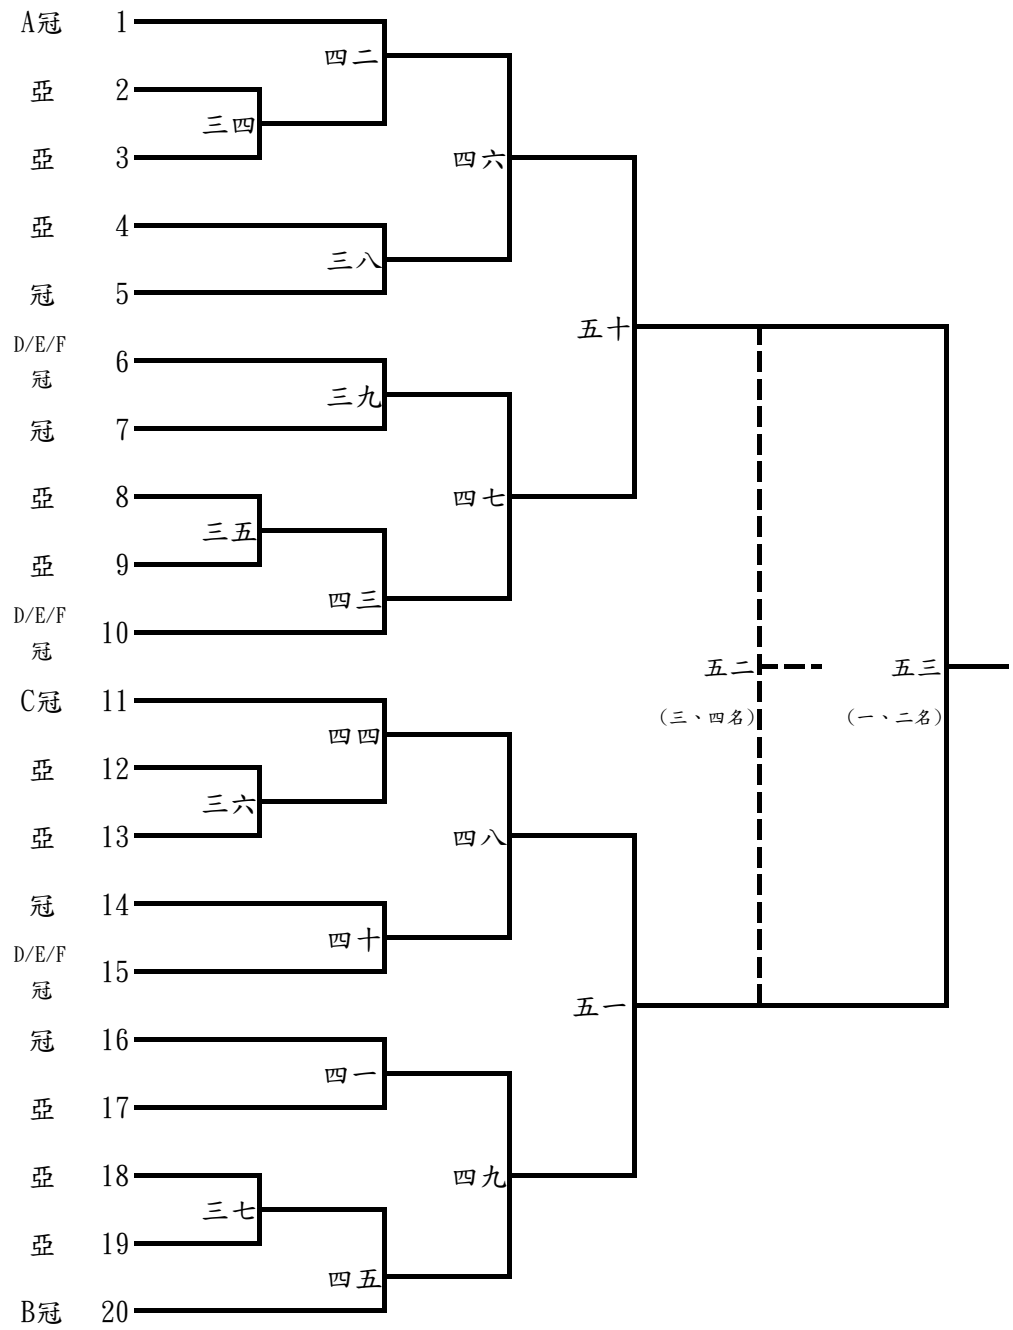 A冠 1
四二
亞 2
三四
亞 3
四六
亞 4
三八
冠 5
五十
D/E/F
冠 6
三九
冠 7
亞 8
四七
三五
亞 9
四三
D/E/F
冠 10
五二 五三
(三、四名) (一、二名)
C冠 11
四四
亞 12
三六
亞 13
四八
冠 14
四十
D/E/F
冠 15
五一
冠 16
四一
亞 17
亞 18
四九
三七
亞 19
四五
B冠 20